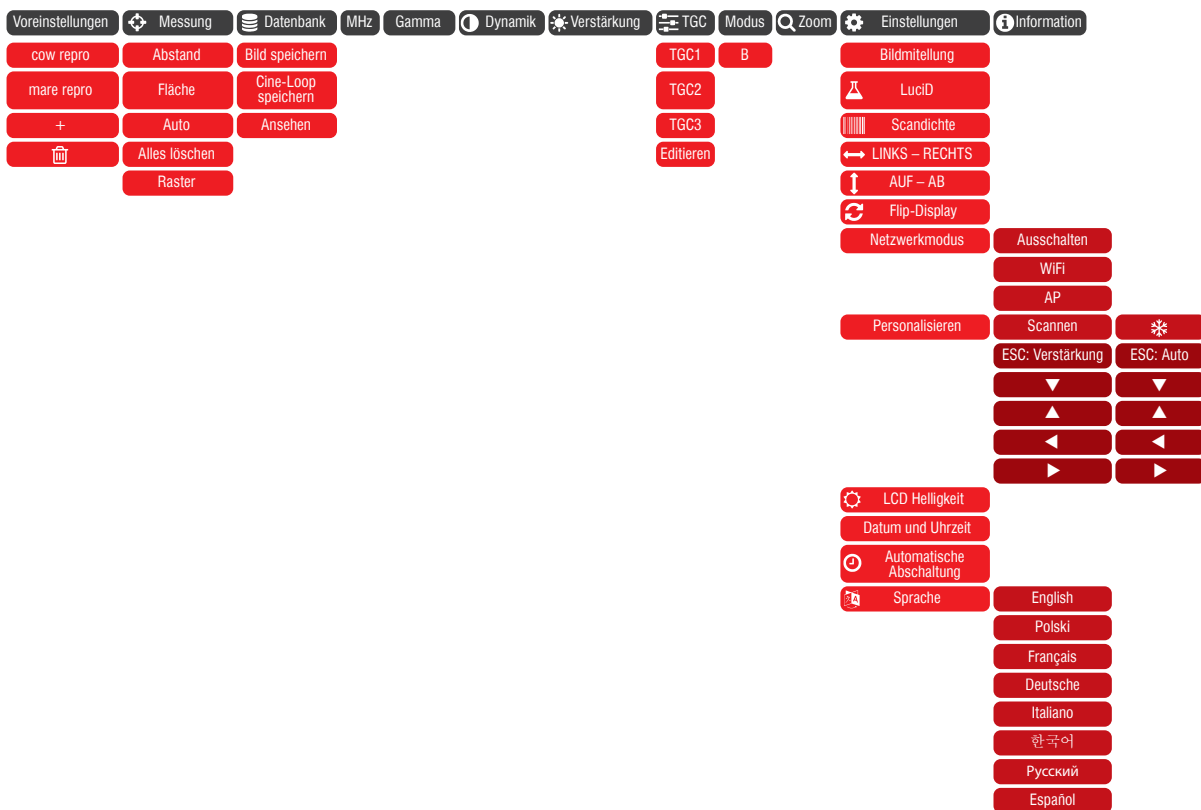 Voreinstellungen Messung Datenbank MHz Gamma Dynamik Verstärkung TGC Modus Zoom Einstellungen Information
cow repro Abstand Bild speichern TGC1 B Bildmitellung
mare repro Fläche Cine-Loop speichern TGC2 LuciD
+ Auto Ansehen TGC3 Scandichte
Alles löschen Editieren LINKS – RECHTS
Raster AUF – AB
Flip-Display
Netzwerkmodus Ausschalten
WiFi
AP
Personalisieren Scannen
ESC: Verstärkung ESC: Auto
LCD Helligkeit
Datum und Uhrzeit
Automatische
Abschaltung
Sprache English
Polski
Français
Deutsche
Italiano
한국어
Русский
Español